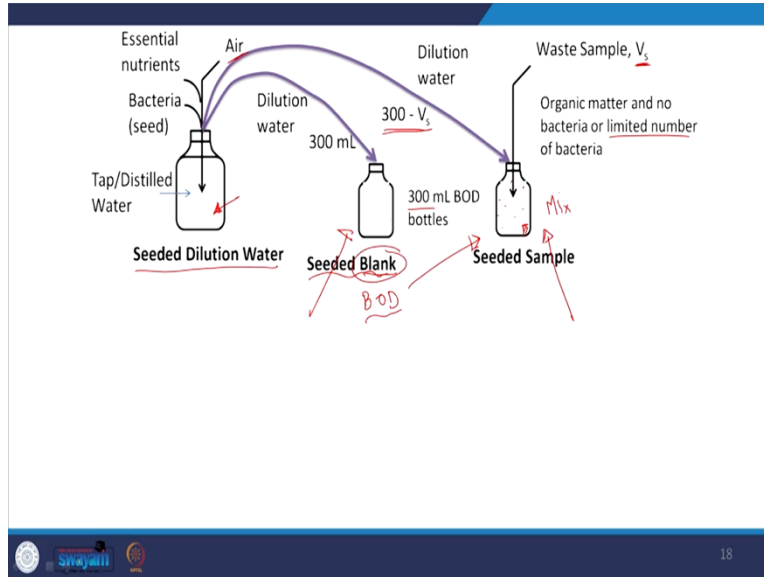 Essential
nutrients
Air
Bacteria
(seed)
Tap/Distilled
Water
Seeded Dilution Water
Dilution
water
300 mL
300 mL BOD
bottles
Seeded Blank
BOD
Dilution
water
300 - Vs
Waste Sample, Vs
Organic matter and no
bacteria or limited number
of bacteria
Mix
Seeded Sample
swayam
18